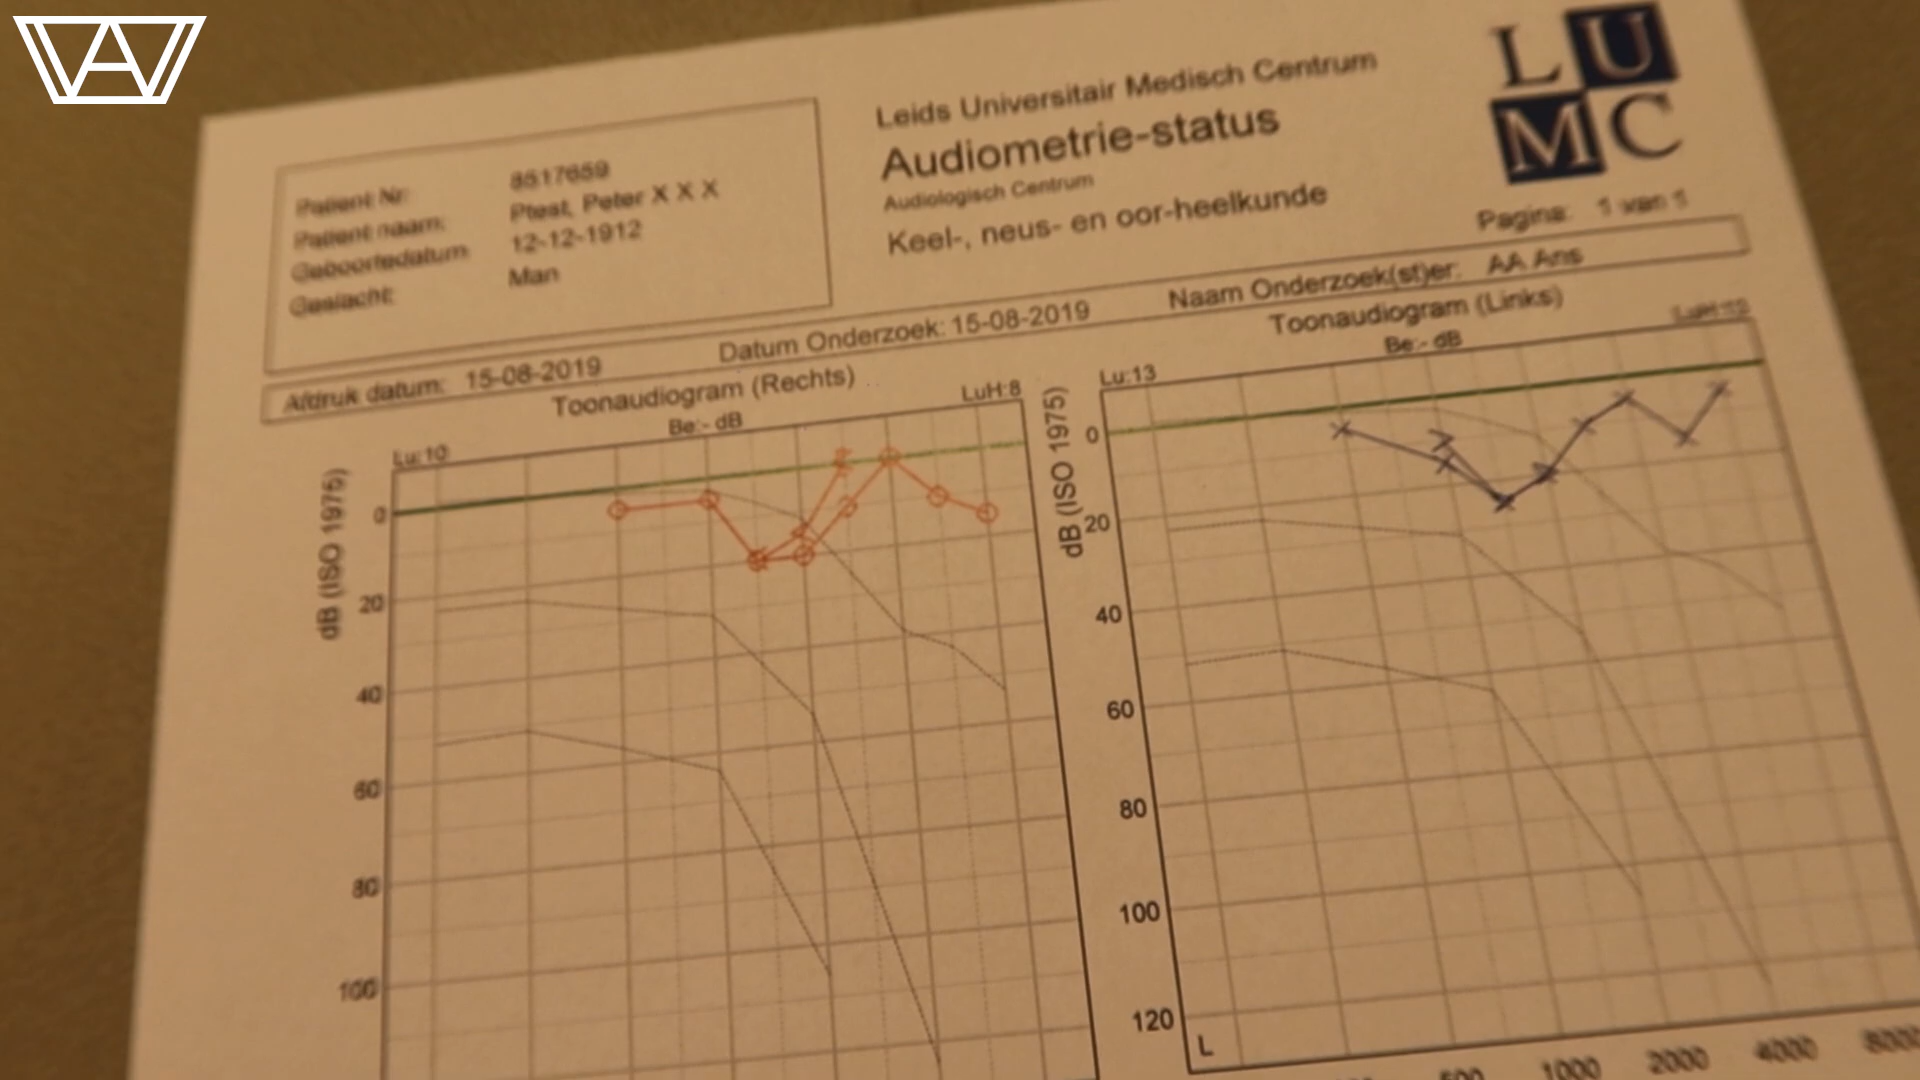 Leids Universitair Medisch Centrum
Audiometrie-status
Audiologisch Centrum
Keel-, neus- en oor-heelkunde
L U
M C
Pagina: 1 van 1
Patient Nr: 8517659
Patient naam: Ptest, Peter X X X
Geboortedatum 12-12-1912
Geslacht: Man
Afdruk datum: 15-08-2019 Datum Onderzoek: 15-08-2019 Naam Onderzoek(st)er: AA Ans
Toonaudiogram (Rechts)
Lu:10 Be:- dB LuH:8
dB (ISO 1975)
0
20
40
60
80
100
Toonaudiogram (Links)
Lu:13 Be:- dB
dB (ISO 1975)
0
20
40
60
80
100
120
L
500 1000 2000 4000 8000